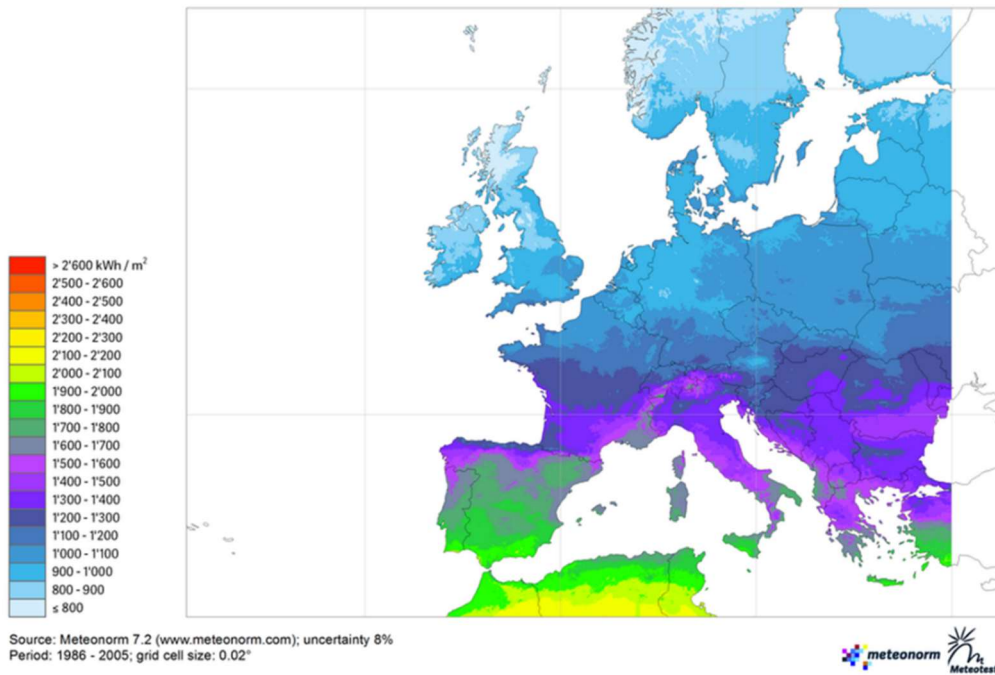 > 2'600 kWh / m²
2'500 - 2'600
2'400 - 2'500
2'300 - 2'400
2'200 - 2'300
2'100 - 2'200
2'000 - 2'100
1'900 - 2'000
1'800 - 1'900
1'700 - 1'800
1'600 - 1'700
1'500 - 1'600
1'400 - 1'500
1'300 - 1'400
1'200 - 1'300
1'100 - 1'200
1'000 - 1'100
900 - 1'000
800 - 900
≤ 800
Source: Meteonorm 7.2 (www.meteonorm.com); uncertainty 8%
Period: 1986 - 2005; grid cell size: 0.02°
meteonorm
Meteotest